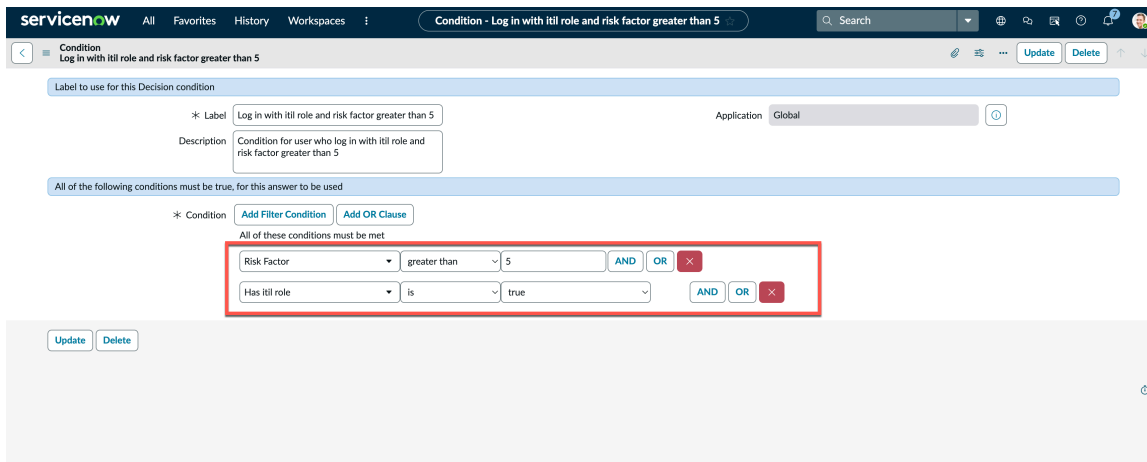 servicenow All Favorites History Workspaces Condition - Log in with itil role and risk factor greater than 5 Search 7
Condition
Log in with itil role and risk factor greater than 5 Update Delete
Label to use for this Decision condition
Label Log in with itil role and risk factor greater than 5 Application Global
Description Condition for user who log in with itil role and
risk factor greater than 5
All of the following conditions must be true, for this answer to be used
Condition Add Filter Condition Add OR Clause
All of these conditions must be met
Risk Factor greater than 5 AND OR
Has itil role is true AND OR
Update Delete